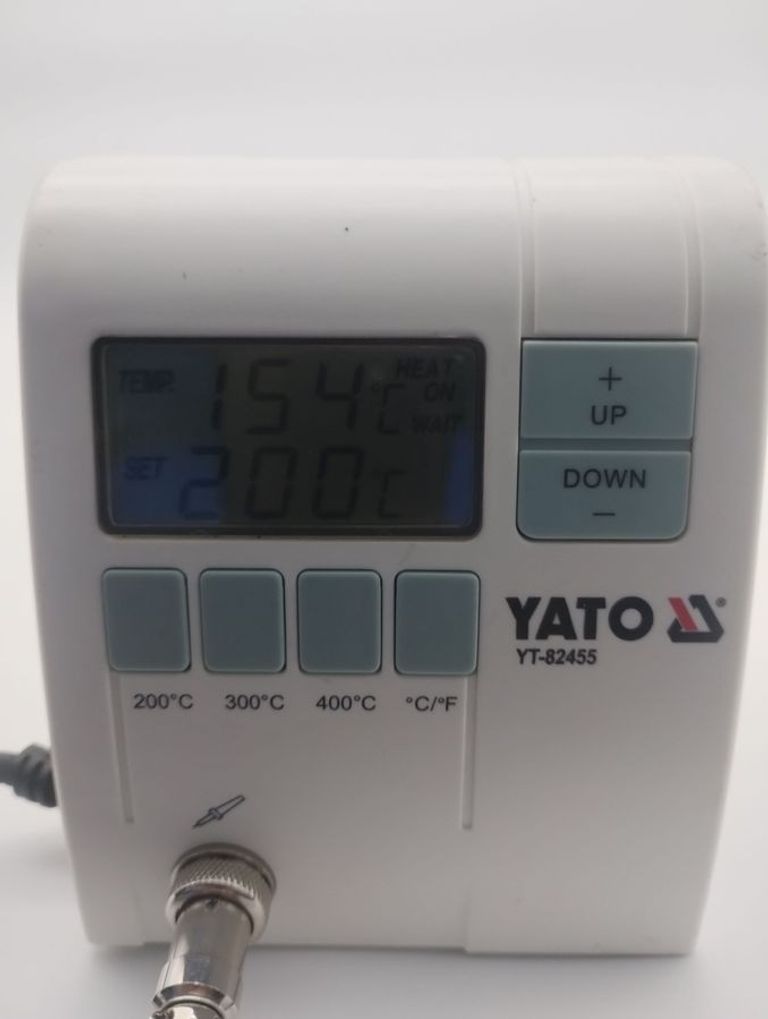 TEMP. 154°C HEAT ON WAIT
SET 200°C
+
UP
DOWN
−
YATO ®
YT-82455
200°C 300°C 400°C °C/°F